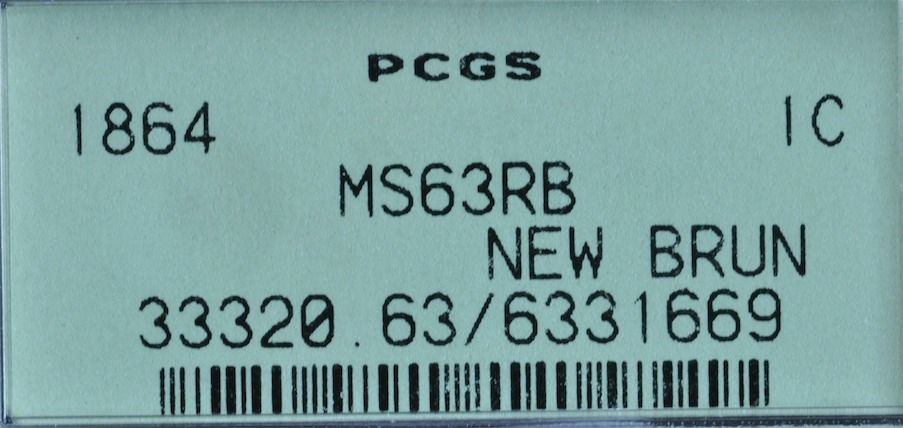 PCGS
1864 1C
MS63RB
NEW BRUN
33320.63/6331669